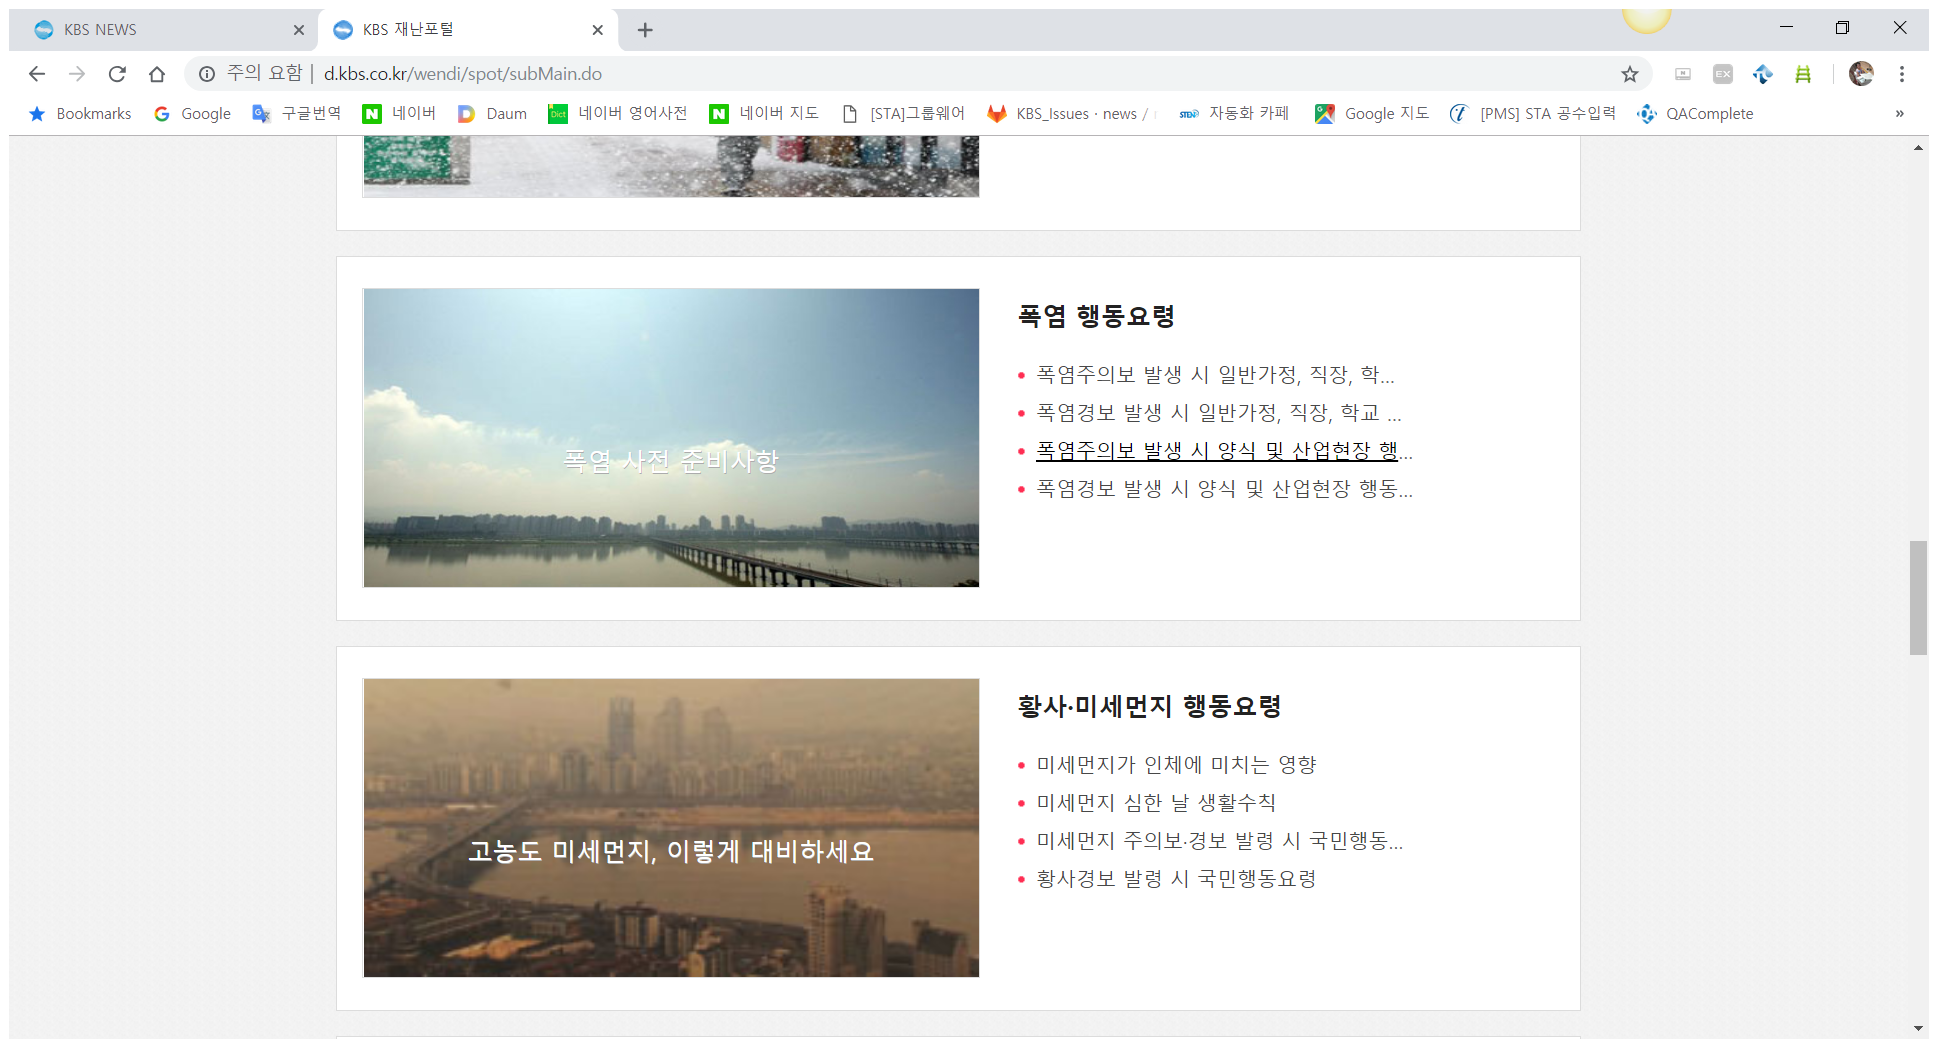 KBS NEWS
KBS 재난포털
주의 요함 | d.kbs.co.kr/wendi/spot/subMain.do
EX
Bookmarks
Google
구글번역
네이버
Daum
Dict
네이버 영어사전
네이버 지도
[STA]그룹웨어
KBS_Issues · news /
STEN
자동화 카페
Google 지도
[PMS] STA 공수입력
QAComplete
»
폭염 사전 준비사항
폭염 행동요령
폭염주의보 발생 시 일반가정, 직장, 학...
폭염경보 발생 시 일반가정, 직장, 학교 ...
폭염주의보 발생 시 양식 및 산업현장 행...
폭염경보 발생 시 양식 및 산업현장 행동...
고농도 미세먼지, 이렇게 대비하세요
황사·미세먼지 행동요령
미세먼지가 인체에 미치는 영향
미세먼지 심한 날 생활수칙
미세먼지 주의보·경보 발령 시 국민행동...
황사경보 발령 시 국민행동요령